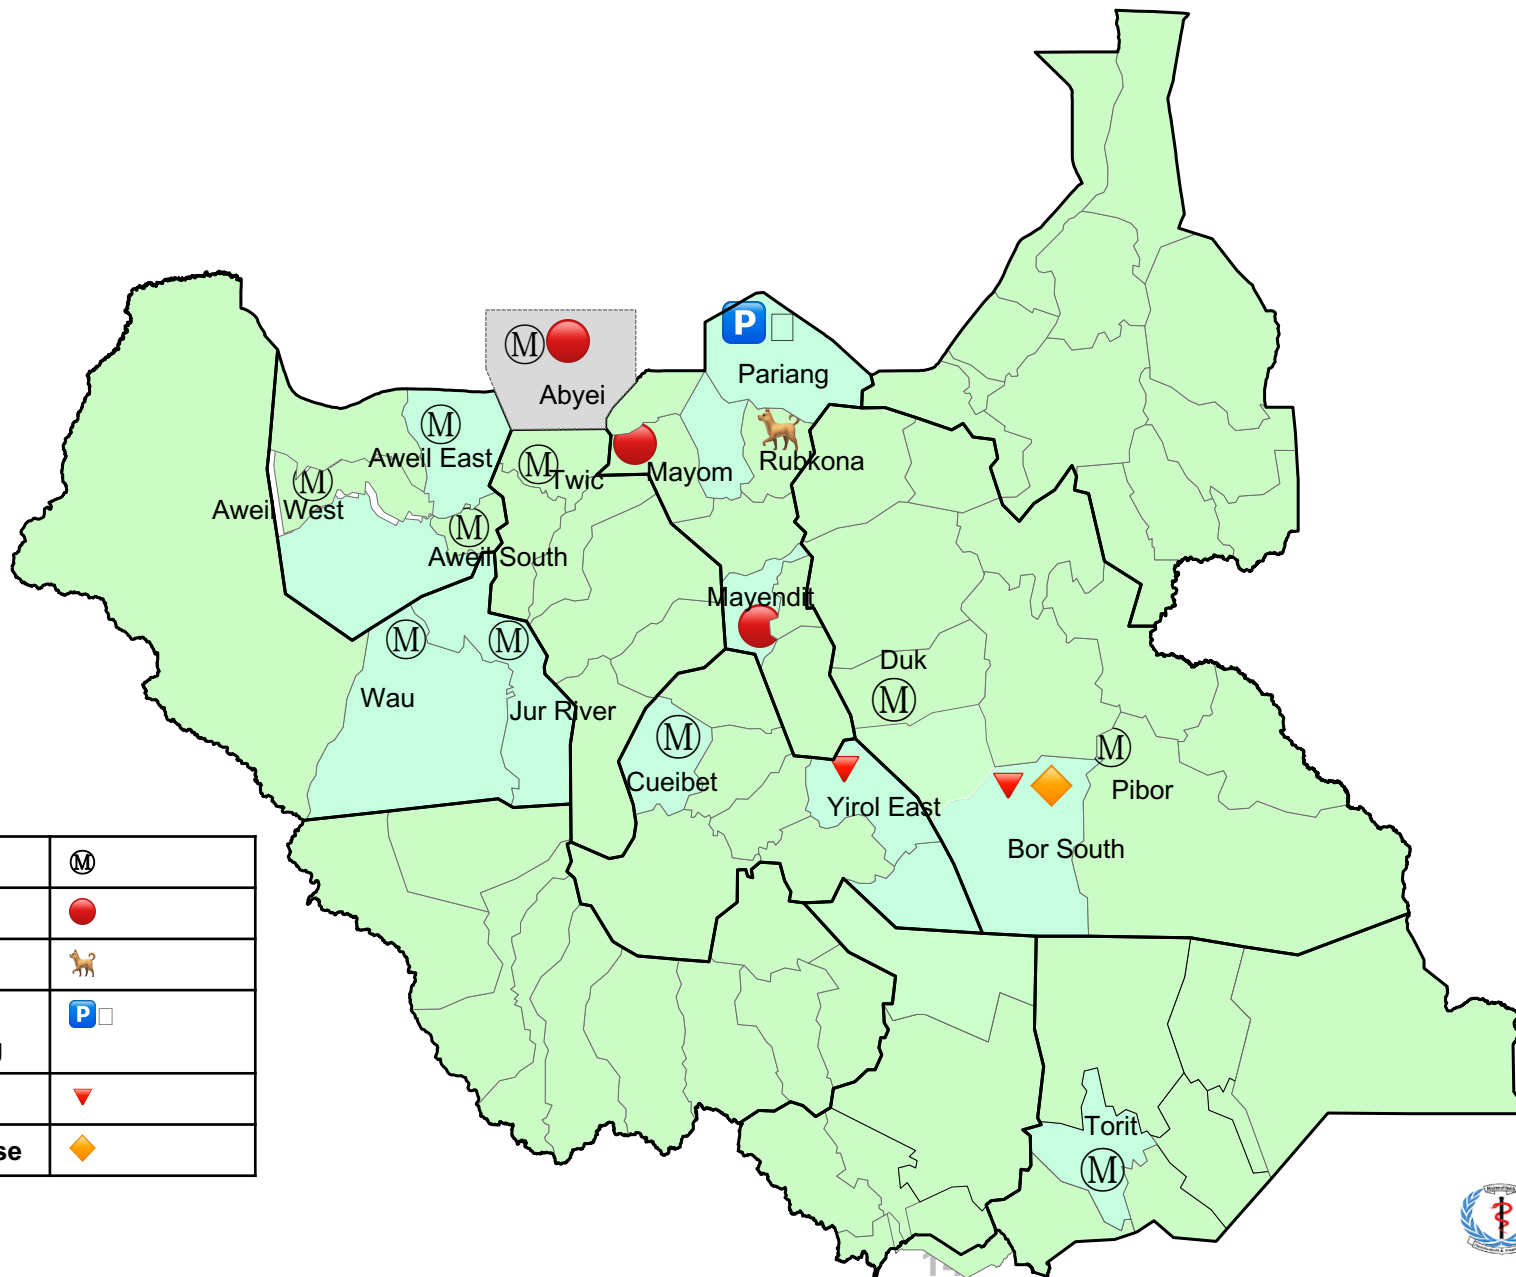 P
Pariang
M
Abyei
M
Aweil East
M
Twic
Mayom
Rubkona
M
Aweil West
M
Aweil South
Mayendit
M
Wau
M
Jur River
Duk
M
M
Cueibet
M
Pibor
Yirol East
Bor South
M
P
se
Torit
M